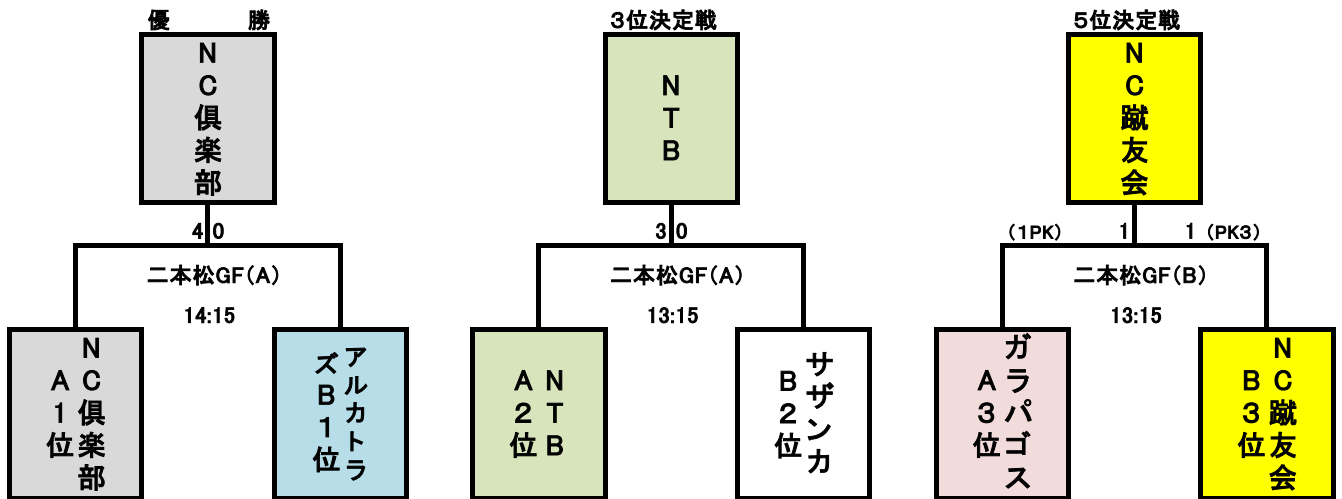 優　　　勝
NC倶楽部
4 0
二本松GF(A)
14:15
NC倶楽部
A1位
アルカトラ
ズB1位
3位決定戦
NTB
3 0
二本松GF(A)
13:15
NTB
A2位
サザンカ
B2位
5位決定戦
NC蹴友会
(1PK)　1　1 (PK3)
二本松GF(B)
13:15
ガラパゴス
A3位
NC蹴友会
B3位